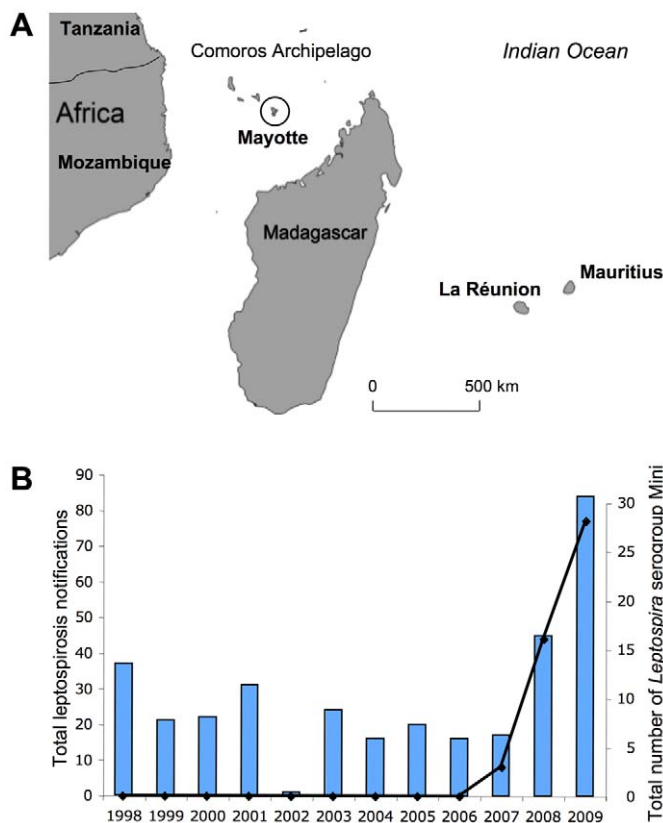 A
Tanzania
Comoros Archipelago
Indian Ocean
Africa
Mayotte
Mozambique
Madagascar
Mauritius
La Réunion
0 500 km
B
Total leptospirosis notifications
90
80
70
60
50
40
30
20
10
0
30
25
20
15
10
5
0
Total number of Leptospira serogroup Mini
1998 1999 2000 2001 2002 2003 2004 2005 2006 2007 2008 2009